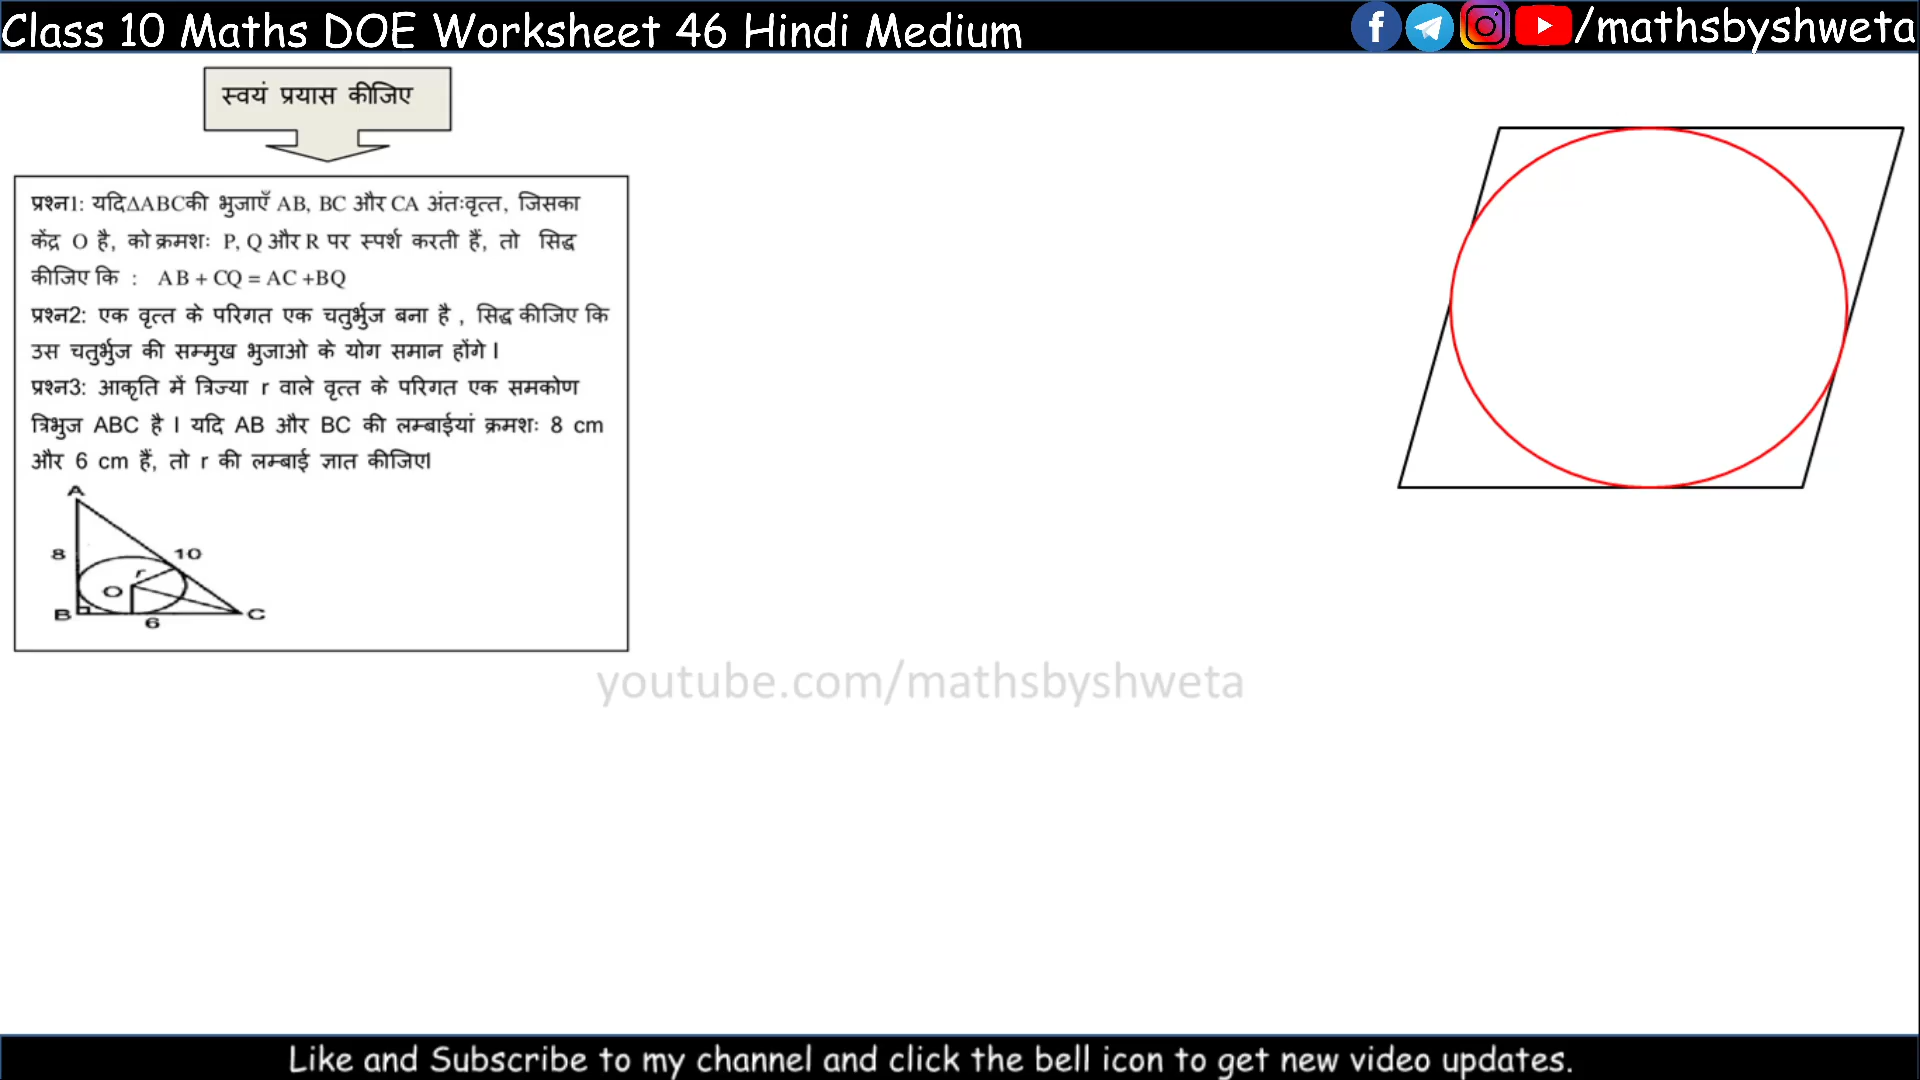 Class 10 Maths DOE Worksheet 46 Hindi Medium
/mathsbyshweta
स्वयं प्रयास कीजिए
प्रश्न1: यदि∆ABCकी भुजाएँ AB, BC और CA अंतःवृत्त, जिसका
केंद्र O है, को क्रमशः P, Q और R पर स्पर्श करती हैं, तो सिद्ध
कीजिए कि : AB + CQ = AC +BQ
प्रश्न2: एक वृत्त के परिगत एक चतुर्भुज बना है , सिद्ध कीजिए कि
उस चतुर्भुज की सम्मुख भुजाओ के योग समान होंगे l
प्रश्न3: आकृति में त्रिज्या r वाले वृत्त के परिगत एक समकोण
त्रिभुज ABC है l यदि AB और BC की लम्बाईयां क्रमशः 8 cm
और 6 cm हैं, तो r की लम्बाई ज्ञात कीजिएl
A
8
10
r
O
B
C
6
youtube.com/mathsbyshweta
Like and Subscribe to my channel and click the bell icon to get new video updates.